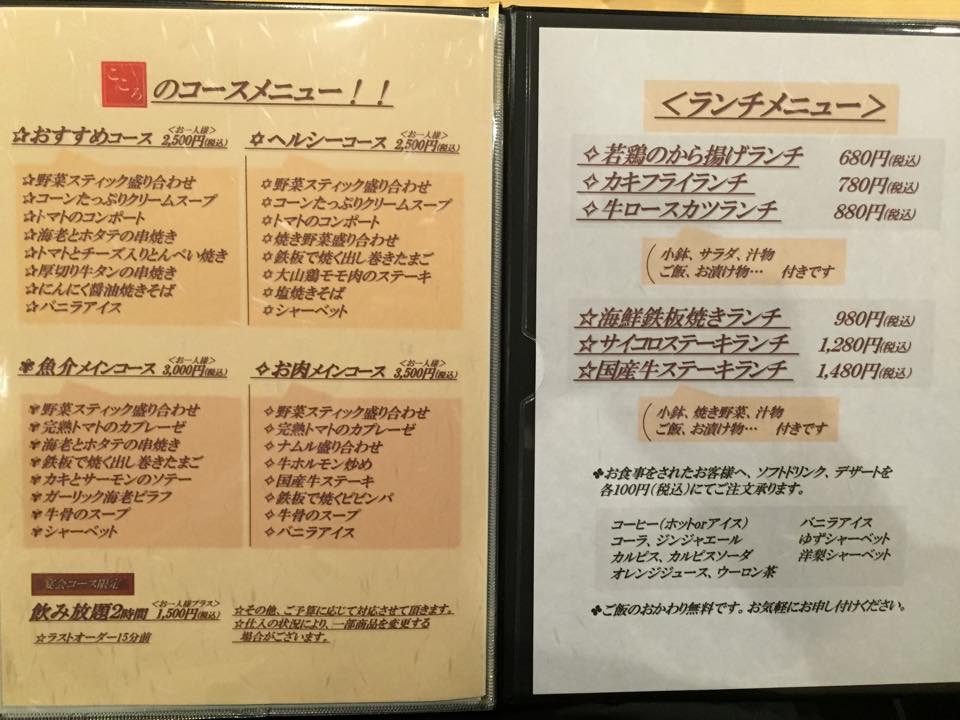 こころ のコースメニュー！！
☆おすすめコース <お一人様> 2,500円(税込)
☆野菜スティック盛り合わせ
☆コーンたっぷりクリームスープ
☆トマトのコンポート
☆海老とホタテの串焼き
☆トマトとチーズ入りとんぺい焼き
☆厚切り牛タンの串焼き
☆にんにく醤油焼きそば
☆バニラアイス
✡ヘルシーコース <お一人様> 2,500円(税込)
✡野菜スティック盛り合わせ
✡コーンたっぷりクリームスープ
✡トマトのコンポート
✡焼き野菜盛り合わせ
✡鉄板で焼く出し巻きたまご
✡大山鶏モモ肉のステーキ
✡塩焼きそば
✡シャーベット
✾魚介メインコース <お一人様> 3,000円(税込)
✾野菜スティック盛り合わせ
✾完熟トマトのカプレーゼ
✾海老とホタテの串焼き
✾鉄板で焼く出し巻きたまご
✾カキとサーモンのソテー
✾ガーリック海老ピラフ
✾牛骨のスープ
✾シャーベット
✧お肉メインコース <お一人様> 3,500円(税込)
✧野菜スティック盛り合わせ
✧完熟トマトのカプレーゼ
✧ナムル盛り合わせ
✧牛ホルモン炒め
✧国産牛ステーキ
✧鉄板で焼くビビンパ
✧牛骨のスープ
✧バニラアイス
宴会コース限定
飲み放題2時間 <お一人様プラス> 1,500円(税込)
☆ラストオーダー15分前
☆その他、ご予算に応じて対応させて頂きます。
☆仕入の状況により、一部商品を変更する
場合がございます。
＜ランチメニュー＞
✧若鶏のから揚げランチ 680円(税込)
✧カキフライランチ 780円(税込)
✧牛ロースカツランチ 880円(税込)
(小鉢、サラダ、汁物
ご飯、お漬け物… 付きです
☆海鮮鉄板焼きランチ 980円(税込)
☆サイコロステーキランチ 1,280円(税込)
☆国産牛ステーキランチ 1,480円(税込)
(小鉢、焼き野菜、汁物
ご飯、お漬け物… 付きです
✤お食事をされたお客様へ、ソフトドリンク、デザートを
各100円（税込）にてご注文承ります。
コーヒー（ホットorアイス）
コーラ、ジンジャエール
カルピス、カルピスソーダ
オレンジジュース、ウーロン茶
バニラアイス
ゆずシャーベット
洋梨シャーベット
✤ご飯のおかわり無料です。お気軽にお申し付けください。